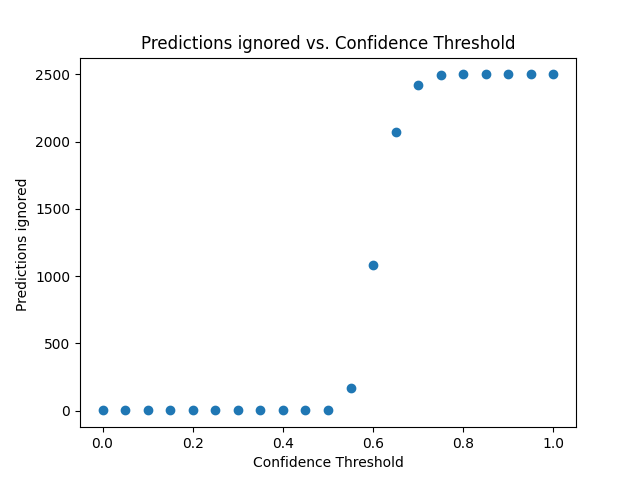 Predictions ignored vs. Confidence Threshold
2500
2000
1500
1000
500
0
Predictions ignored
0.0 0.2 0.4 0.6 0.8 1.0
Confidence Threshold